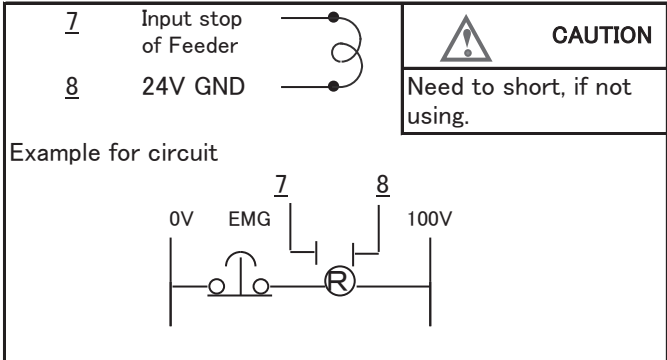 7 Input stop
of Feeder
8 24V GND
CAUTION
Need to short, if not
using.
Example for circuit
7 8
0V EMG 100V
R